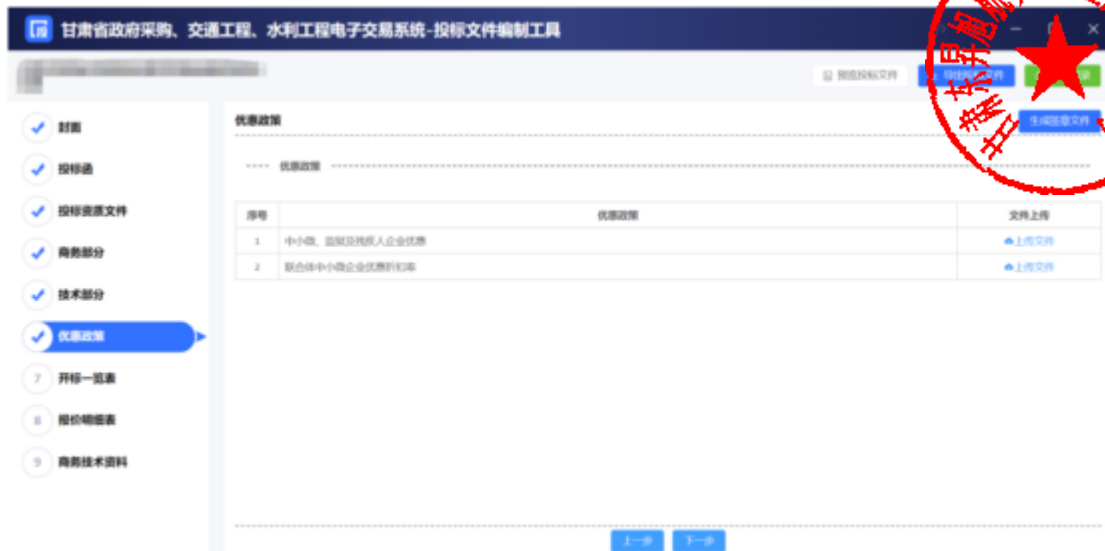 投
甘肃省政府采购、交通工程、水利工程电子交易系统-投标文件编制工具
预览投标文件
优惠政策
生成签章文件
优惠政策
封面
投标函
投标资质文件
商务部分
技术部分
优惠政策
7 开标一览表
8 报价明细表
9 商务技术资料
序号 优惠政策 文件上传
1 中小微、监狱及残疾人企业优惠 上传文件
2 联合体中小微企业优惠折扣率 上传文件
上一步 下一步